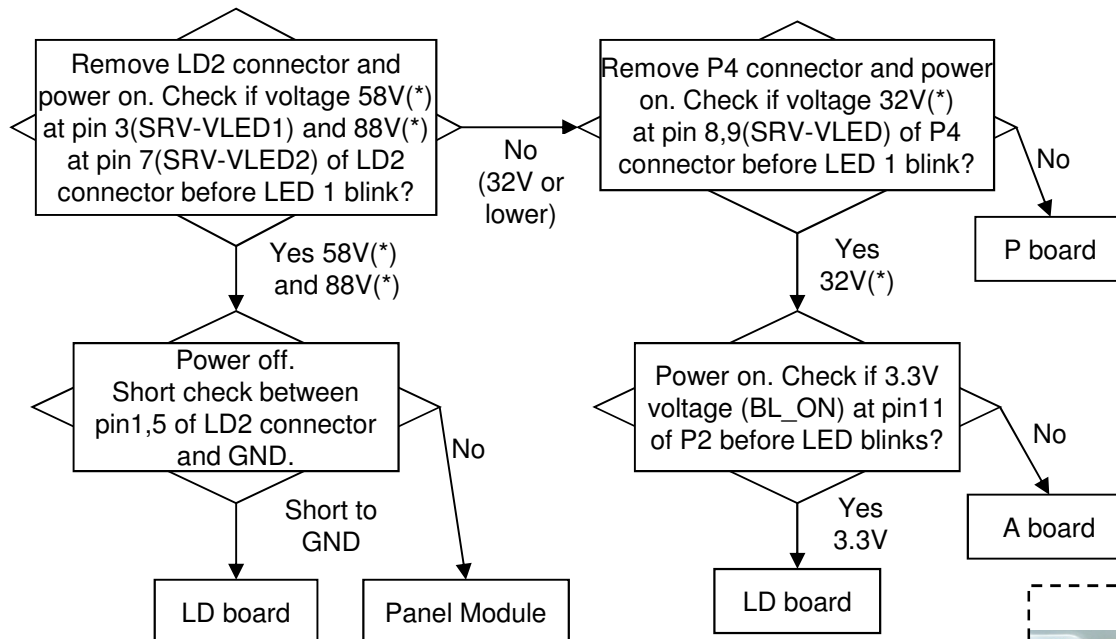 Remove LD2 connector and
power on. Check if voltage 58V(*)
at pin 3(SRV-VLED1) and 88V(*)
at pin 7(SRV-VLED2) of LD2
connector before LED 1 blink?
No
(32V or
lower)
Remove P4 connector and power
on. Check if voltage 32V(*)
at pin 8,9(SRV-VLED) of P4
connector before LED 1 blink?
No
P board
Yes 58V(*)
and 88V(*)
Yes
32V(*)
Power off.
Short check between
pin1,5 of LD2 connector
and GND.
No
Short to
GND
LD board
Panel Module
Power on. Check if 3.3V
voltage (BL_ON) at pin11
of P2 before LED blinks?
No
A board
Yes
3.3V
LD board